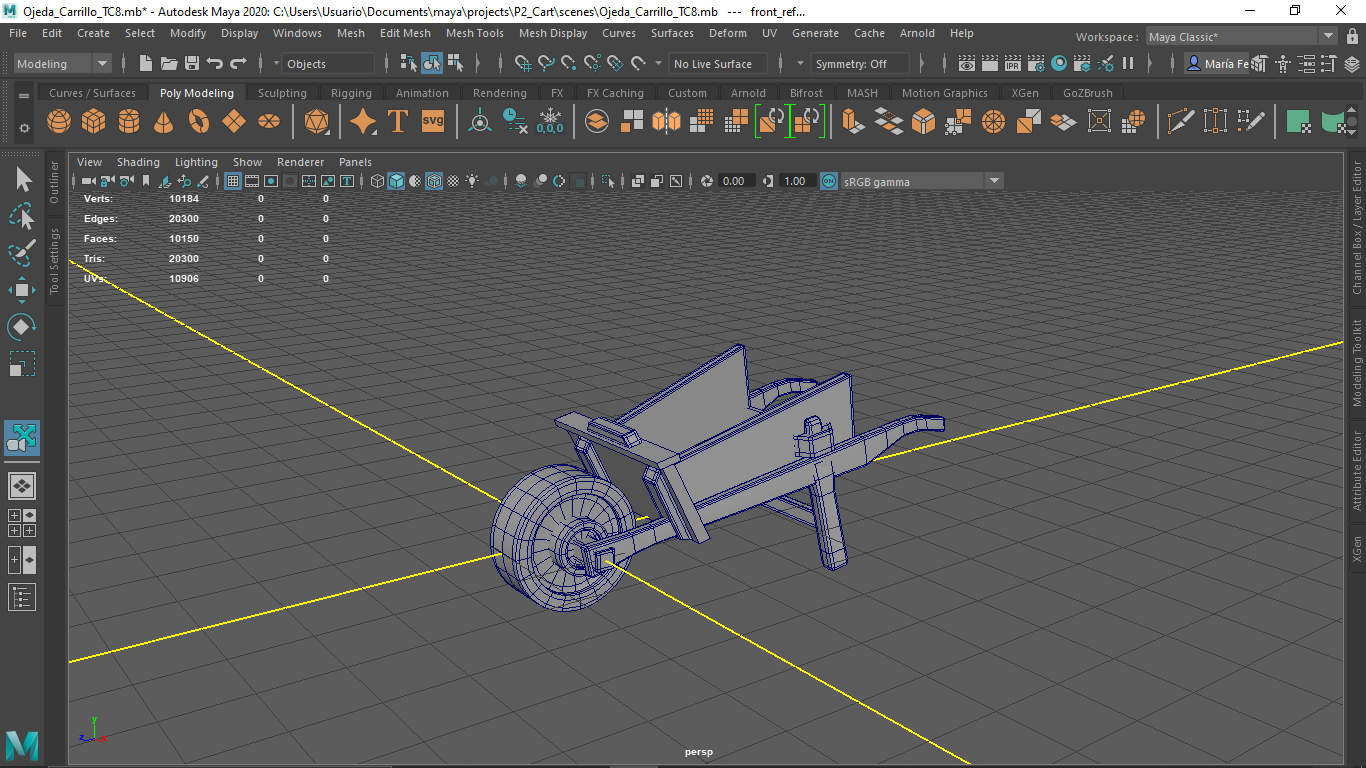 Ojeda_Carrillo_TC8.mb* - Autodesk Maya 2020: C:\Users\Usuario\Documents\maya\projects\P2_Cart\scenes\Ojeda_Carrillo_TC8.mb --- front_ref...
File Edit Create Select Modify Display Windows Mesh Edit Mesh Mesh Tools Mesh Display Curves Surfaces Deform UV Generate Cache Arnold Help
Workspace : Maya Classic*
Modeling Objects No Live Surface Symmetry: Off IPR María Fe
Curves / Surfaces Poly Modeling Sculpting Rigging Animation Rendering FX FX Caching Custom Arnold Bifrost MASH Motion Graphics XGen GoZBrush
T svg 0,0,0
View Shading Lighting Show Renderer Panels
0.00 1.00 ON sRGB gamma
Verts: 10184 0 0
Edges: 20300 0 0
Faces: 10150 0 0
Tris: 20300 0 0
UVs: 10906 0 0
Outliner
Tool Settings
Channel Box / Layer Editor
Modeling Toolkit
Attribute Editor
XGen
y
z x
persp